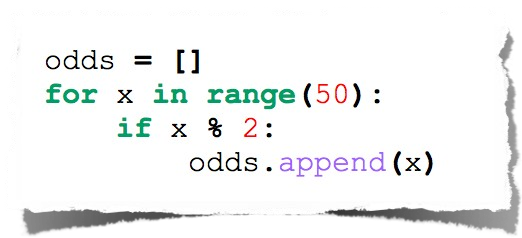 odds = []
for x in range(50):
    if x % 2:
        odds.append(x)